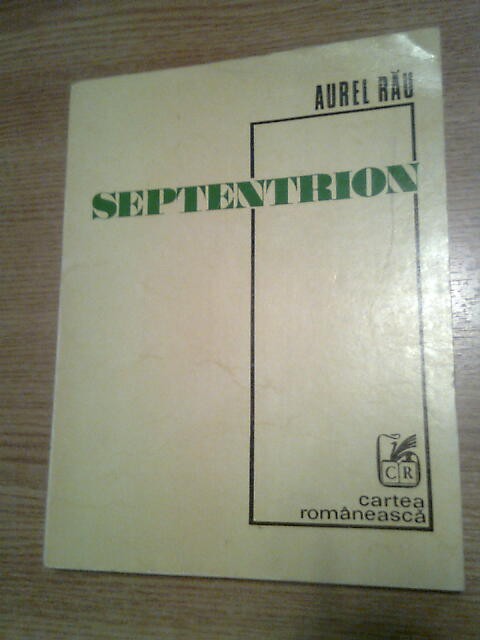 AUREL RĂU
SEPTENTRION
CR
cartea
românească